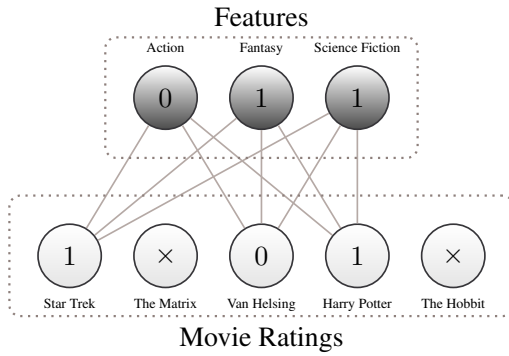 Features
Action Fantasy Science Fiction
0 1 1
1 × 0 1 ×
Star Trek The Matrix Van Helsing Harry Potter The Hobbit
Movie Ratings